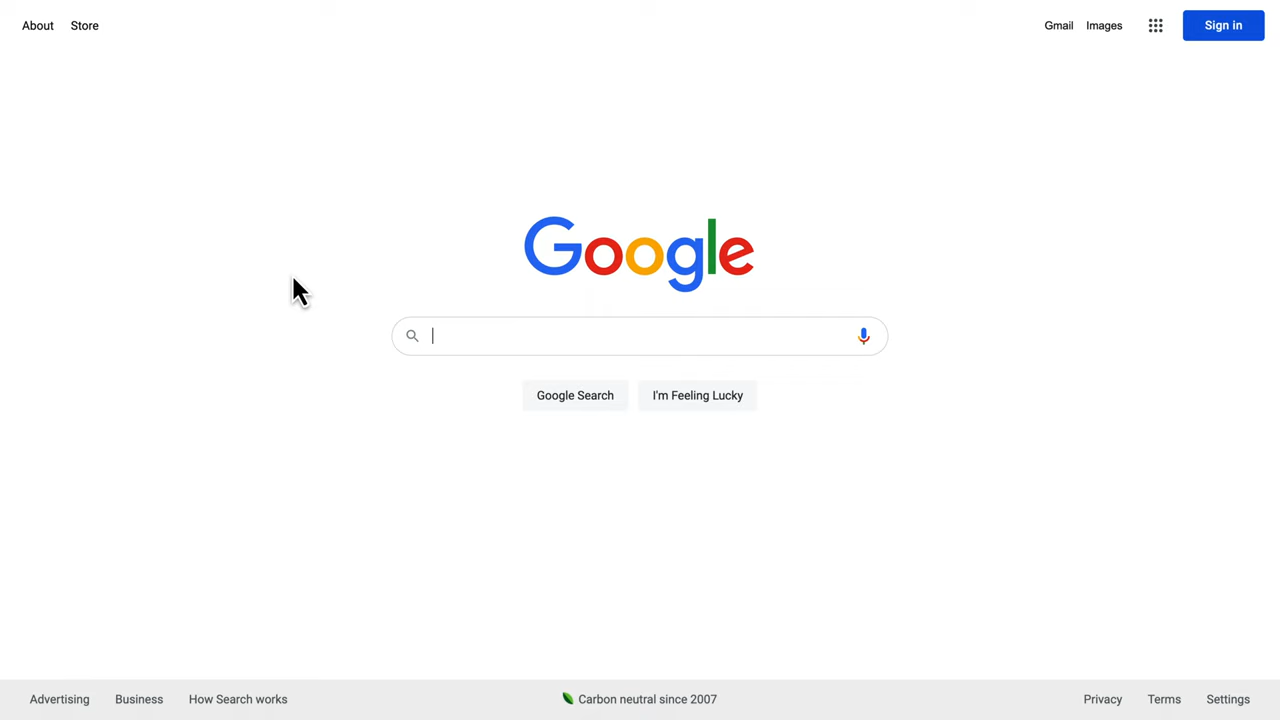 About Store Gmail Images Sign in
Google
Google Search I'm Feeling Lucky
Advertising Business How Search works Carbon neutral since 2007 Privacy Terms Settings